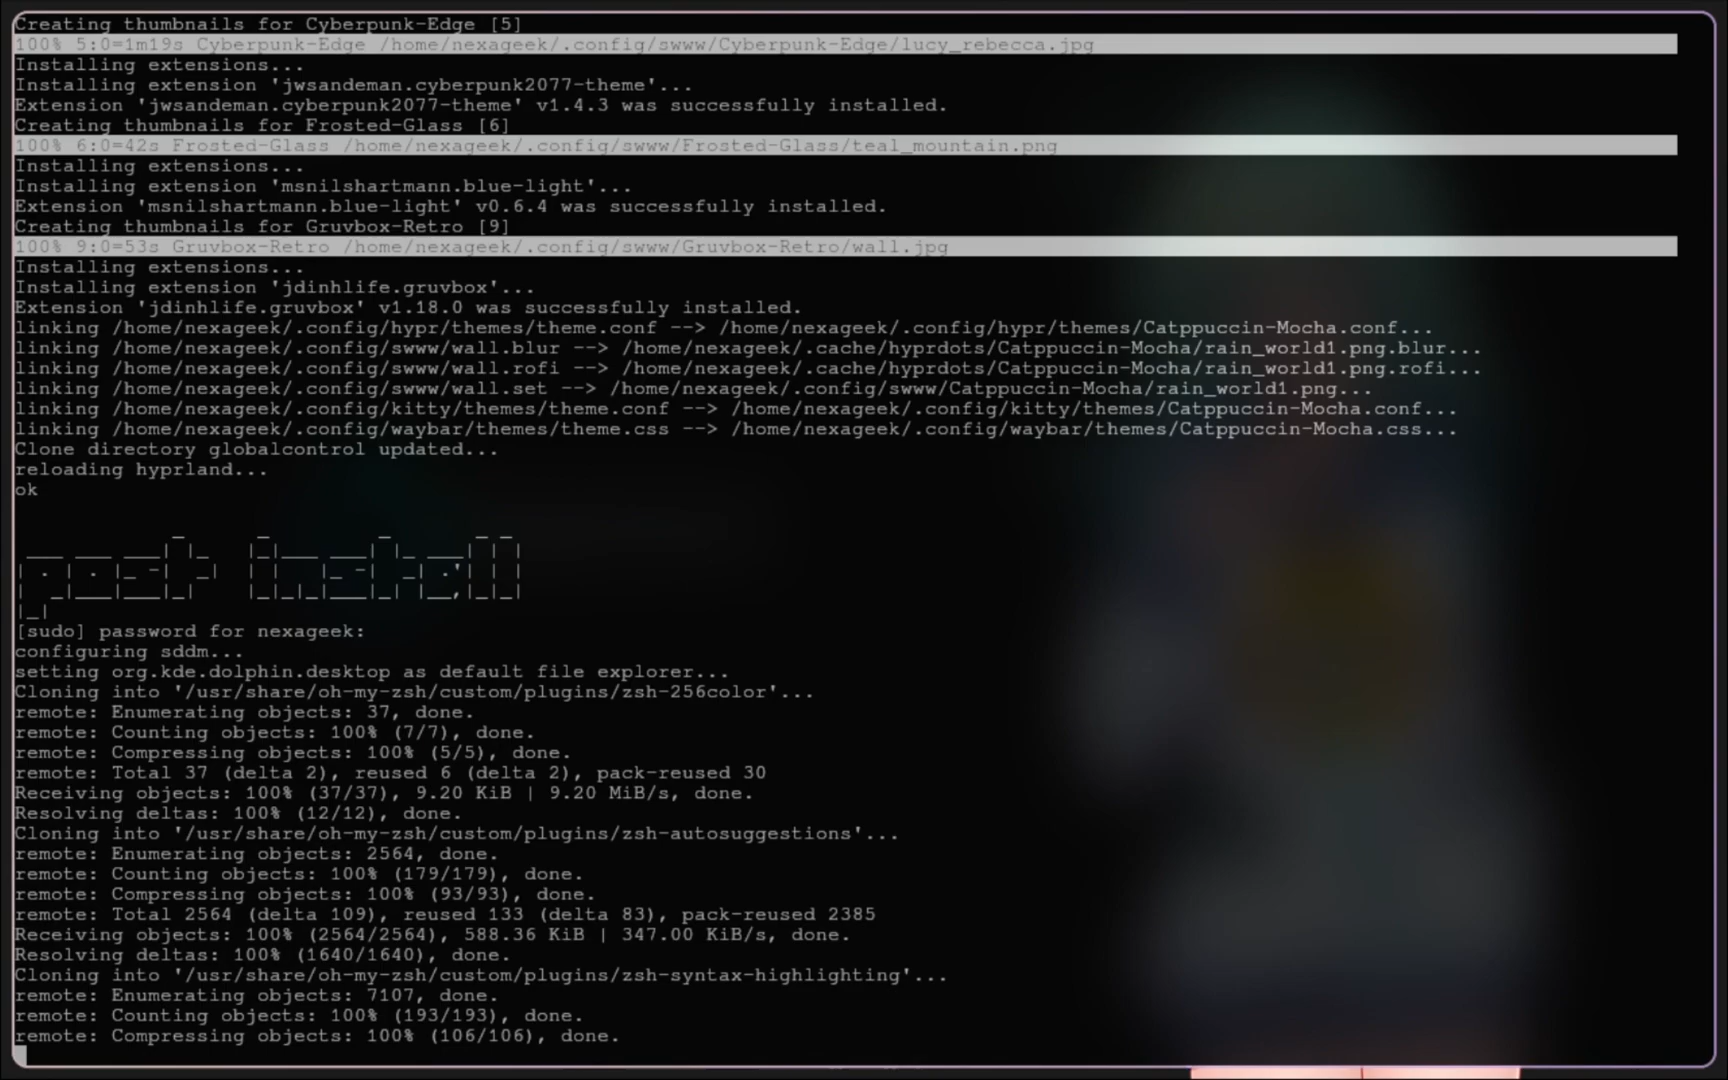 Creating thumbnails for Cyberpunk-Edge [5]
100% 5:0=1m19s Cyberpunk-Edge /home/nexageek/.config/swww/Cyberpunk-Edge/lucy_rebecca.jpg
Installing extensions...
Installing extension 'jwsandeman.cyberpunk2077-theme'...
Extension 'jwsandeman.cyberpunk2077-theme' v1.4.3 was successfully installed.
Creating thumbnails for Frosted-Glass [6]
100% 6:0=42s Frosted-Glass /home/nexageek/.config/swww/Frosted-Glass/teal_mountain.png
Installing extensions...
Installing extension 'msnilshartmann.blue-light'...
Extension 'msnilshartmann.blue-light' v0.6.4 was successfully installed.
Creating thumbnails for Gruvbox-Retro [9]
100% 9:0=53s Gruvbox-Retro /home/nexageek/.config/swww/Gruvbox-Retro/wall.jpg
Installing extensions...
Installing extension 'jdinhlife.gruvbox'...
Extension 'jdinhlife.gruvbox' v1.18.0 was successfully installed.
linking /home/nexageek/.config/hypr/themes/theme.conf --> /home/nexageek/.config/hypr/themes/Catppuccin-Mocha.conf...
linking /home/nexageek/.config/swww/wall.blur --> /home/nexageek/.cache/hyprdots/Catppuccin-Mocha/rain_world1.png.blur...
linking /home/nexageek/.config/swww/wall.rofi --> /home/nexageek/.cache/hyprdots/Catppuccin-Mocha/rain_world1.png.rofi...
linking /home/nexageek/.config/swww/wall.set --> /home/nexageek/.config/swww/Catppuccin-Mocha/rain_world1.png...
linking /home/nexageek/.config/kitty/themes/theme.conf --> /home/nexageek/.config/kitty/themes/Catppuccin-Mocha.conf...
linking /home/nexageek/.config/waybar/themes/theme.css --> /home/nexageek/.config/waybar/themes/Catppuccin-Mocha.css...
Clone directory globalcontrol updated...
reloading hyprland...
ok
post install
[sudo] password for nexageek:
configuring sddm...
setting org.kde.dolphin.desktop as default file explorer...
Cloning into '/usr/share/oh-my-zsh/custom/plugins/zsh-256color'...
remote: Enumerating objects: 37, done.
remote: Counting objects: 100% (7/7), done.
remote: Compressing objects: 100% (5/5), done.
remote: Total 37 (delta 2), reused 6 (delta 2), pack-reused 30
Receiving objects: 100% (37/37), 9.20 KiB | 9.20 MiB/s, done.
Resolving deltas: 100% (12/12), done.
Cloning into '/usr/share/oh-my-zsh/custom/plugins/zsh-autosuggestions'...
remote: Enumerating objects: 2564, done.
remote: Counting objects: 100% (179/179), done.
remote: Compressing objects: 100% (93/93), done.
remote: Total 2564 (delta 109), reused 133 (delta 83), pack-reused 2385
Receiving objects: 100% (2564/2564), 588.36 KiB | 347.00 KiB/s, done.
Resolving deltas: 100% (1640/1640), done.
Cloning into '/usr/share/oh-my-zsh/custom/plugins/zsh-syntax-highlighting'...
remote: Enumerating objects: 7107, done.
remote: Counting objects: 100% (193/193), done.
remote: Compressing objects: 100% (106/106), done.